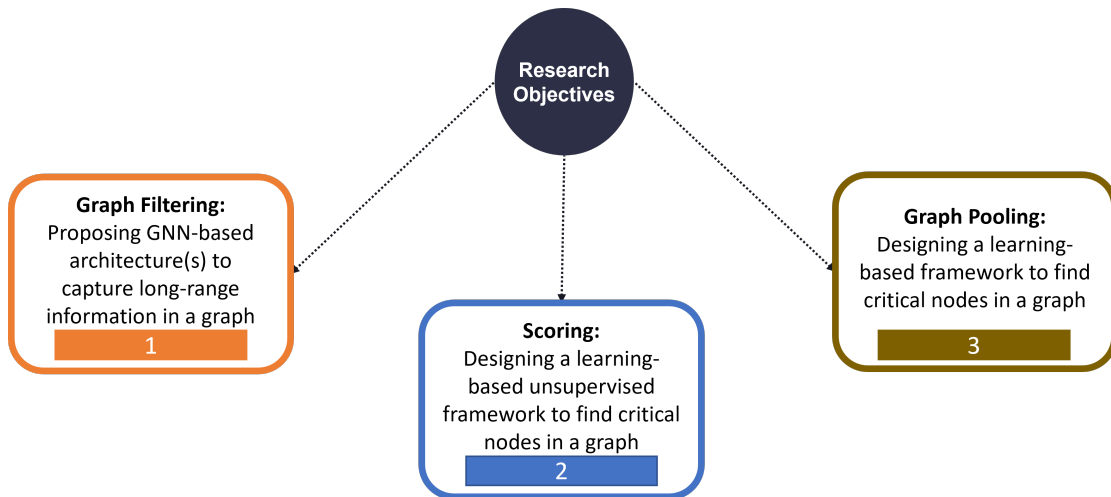 Research
Objectives
Graph Filtering:
Proposing GNN-based
architecture(s) to
capture long-range
information in a graph
1
Scoring:
Designing a learning-
based unsupervised
framework to find critical
nodes in a graph
2
Graph Pooling:
Designing a learning-
based framework to find
critical nodes in a graph
3